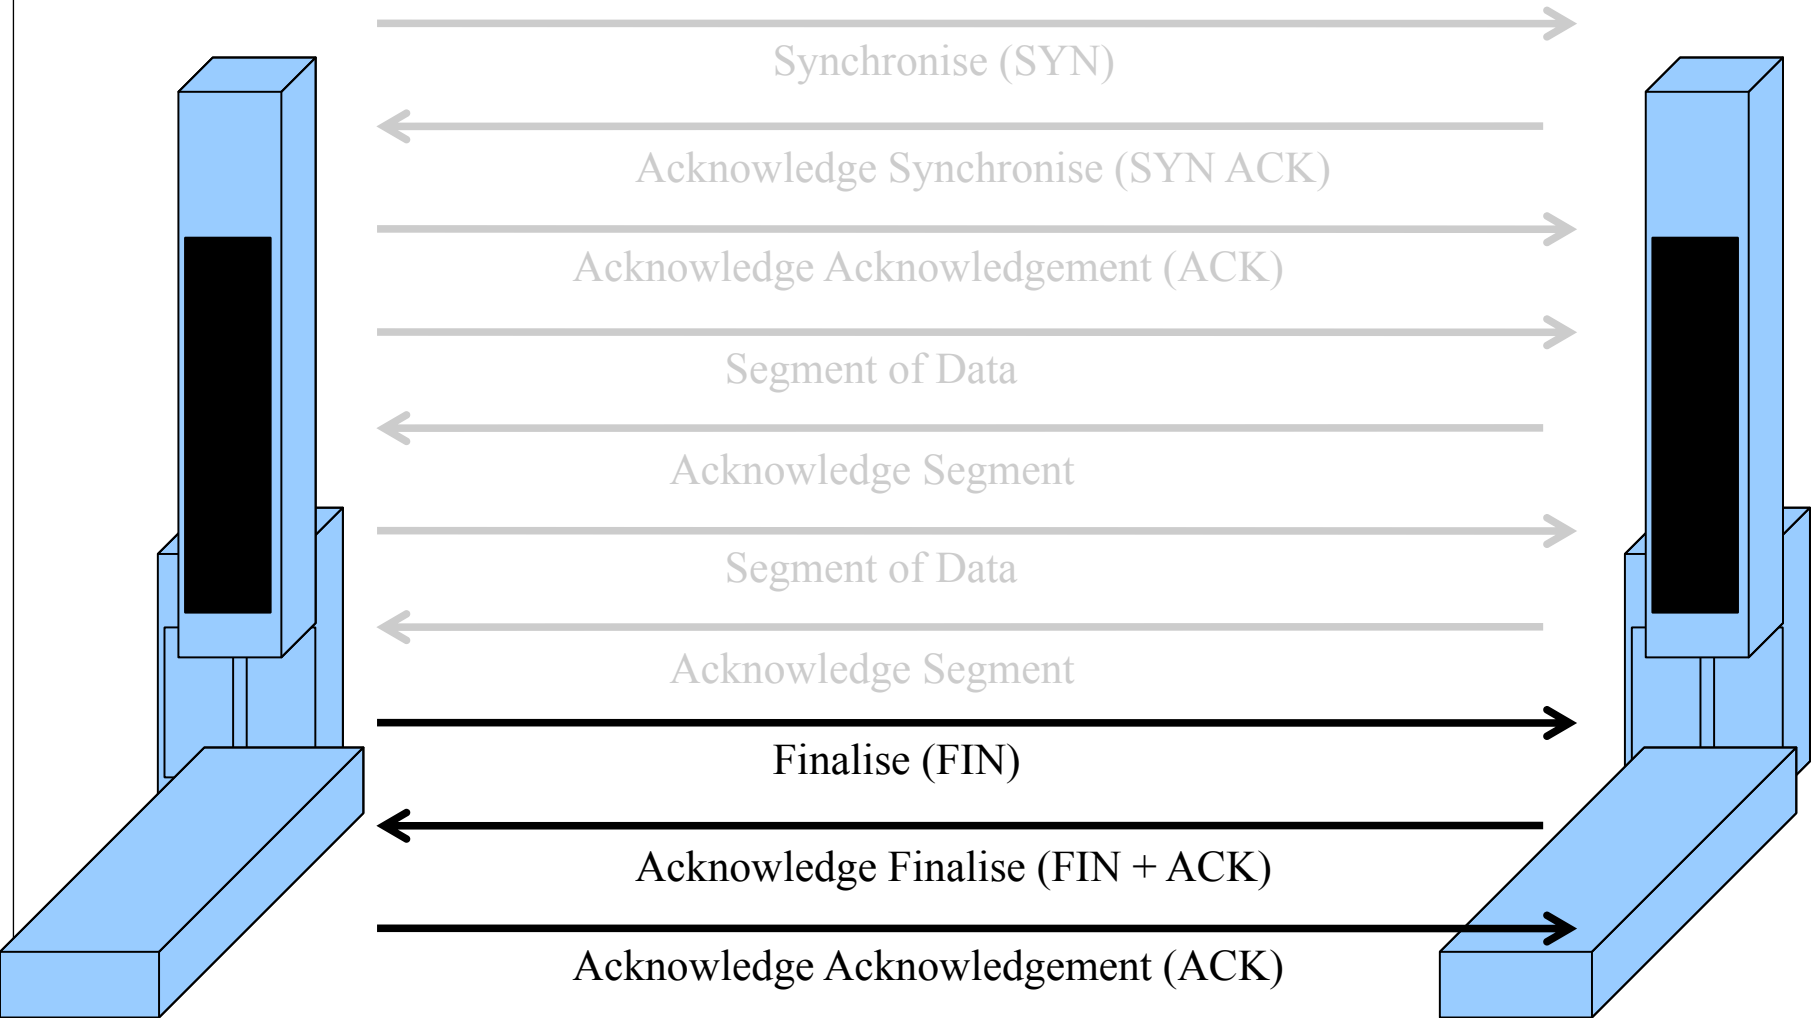 Synchronise (SYN)
Acknowledge Synchronise (SYN ACK)
Acknowledge Acknowledgement (ACK)
Segment of Data
Acknowledge Segment
Segment of Data
Acknowledge Segment
Finalise (FIN)
Acknowledge Finalise (FIN + ACK)
Acknowledge Acknowledgement (ACK)